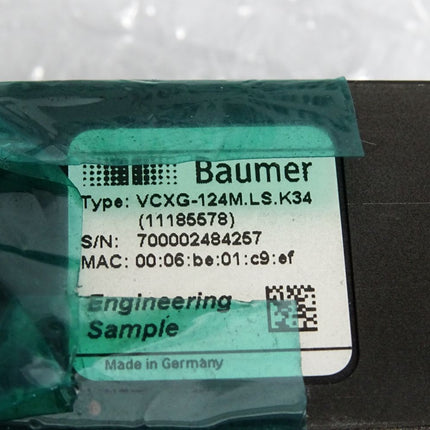 Baumer
Type: VCXG-124M.LS.K34
(11185578)
S/N: 700002484257
MAC: 00:06:be:01:c9:ef
Engineering
Sample
Made in Germany